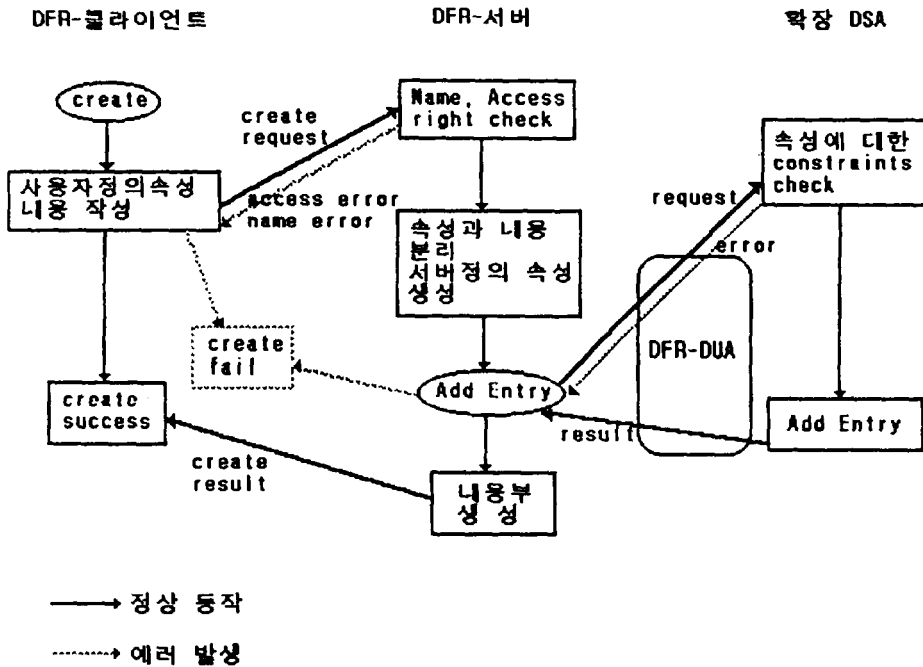 DFR-클라이언트
DFR-서버
확장 DSA
create
create
request
Name, Access
right check
사용자정의속성
내용 작성
access error
name error
속성과 내용
분리
서버정의 속성
생성
request
속성에 대한
constraints
check
error
create
fail
DFR-DUA
Add Entry
create
success
result
Add Entry
create
result
내용부
생 성
정상 동작
에러 발생